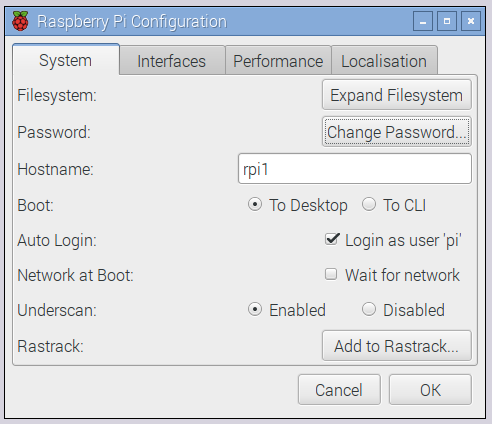 Raspberry Pi Configuration
System Interfaces Performance Localisation
Filesystem: Expand Filesystem
Password: Change Password...
Hostname: rpi1
Boot: To Desktop To CLI
Auto Login: Login as user 'pi'
Network at Boot: Wait for network
Underscan: Enabled Disabled
Rastrack: Add to Rastrack...
Cancel OK